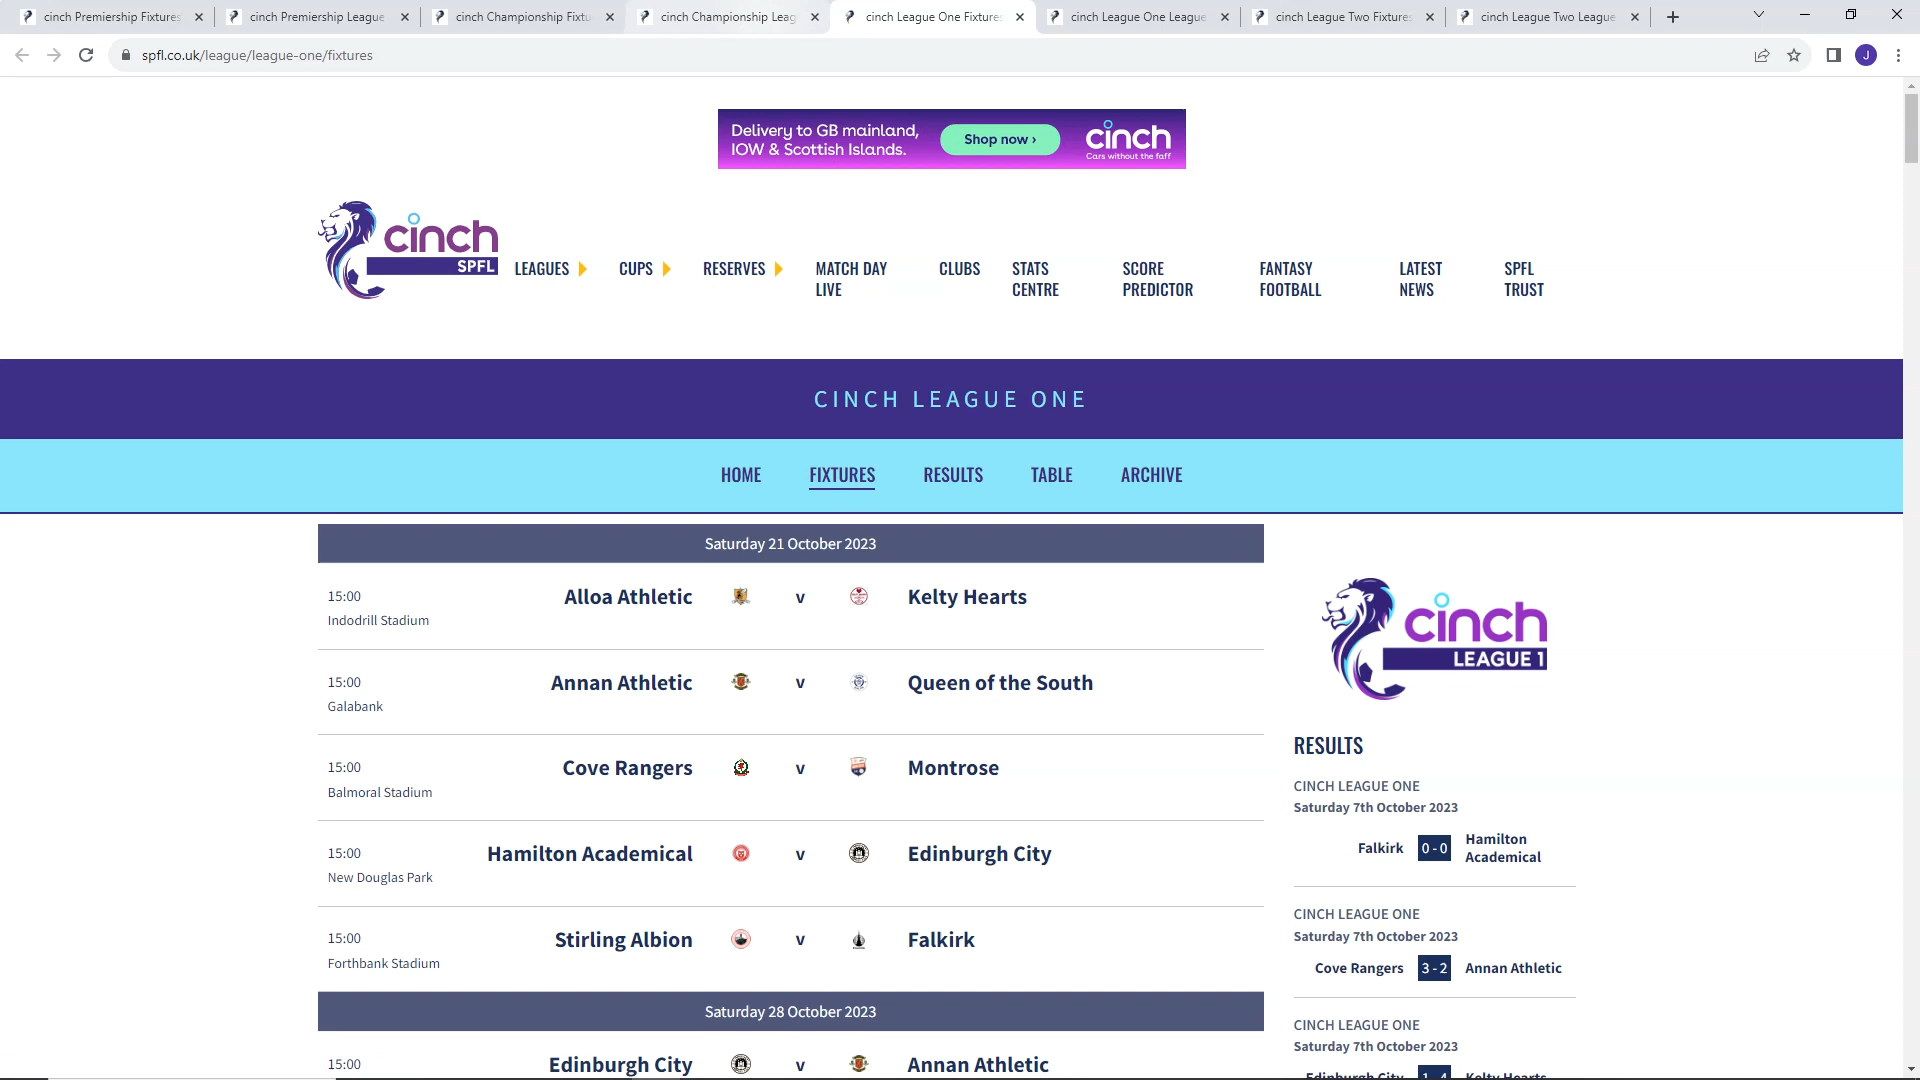 cinch Premiership Fixtures
cinch Premiership League
cinch Championship Fixtu
cinch Championship Leag
cinch League One Fixtures
cinch League One League
cinch League Two Fixtures
cinch League Two League
spfl.co.uk/league/league-one/fixtures
J
Delivery to GB mainland,
IOW & Scottish Islands.
Shop now ›
cinch
Cars without the faff
cinch
SPFL
LEAGUES
CUPS
RESERVES
MATCH DAY
LIVE
CLUBS
STATS
CENTRE
SCORE
PREDICTOR
FANTASY
FOOTBALL
LATEST
NEWS
SPFL
TRUST
CINCH LEAGUE ONE
HOME FIXTURES RESULTS TABLE ARCHIVE
Saturday 21 October 2023
15:00
Alloa Athletic v Kelty Hearts
Indodrill Stadium
15:00
Annan Athletic v Queen of the South
Galabank
15:00
Cove Rangers v Montrose
Balmoral Stadium
15:00
Hamilton Academical v Edinburgh City
New Douglas Park
15:00
Stirling Albion v Falkirk
Forthbank Stadium
Saturday 28 October 2023
15:00
Edinburgh City v Annan Athletic
cinch
LEAGUE 1
RESULTS
CINCH LEAGUE ONE
Saturday 7th October 2023
Falkirk 0 - 0 Hamilton
Academical
CINCH LEAGUE ONE
Saturday 7th October 2023
Cove Rangers 3 - 2 Annan Athletic
CINCH LEAGUE ONE
Saturday 7th October 2023
Edinburgh City 1 - 4 Kelty Hearts